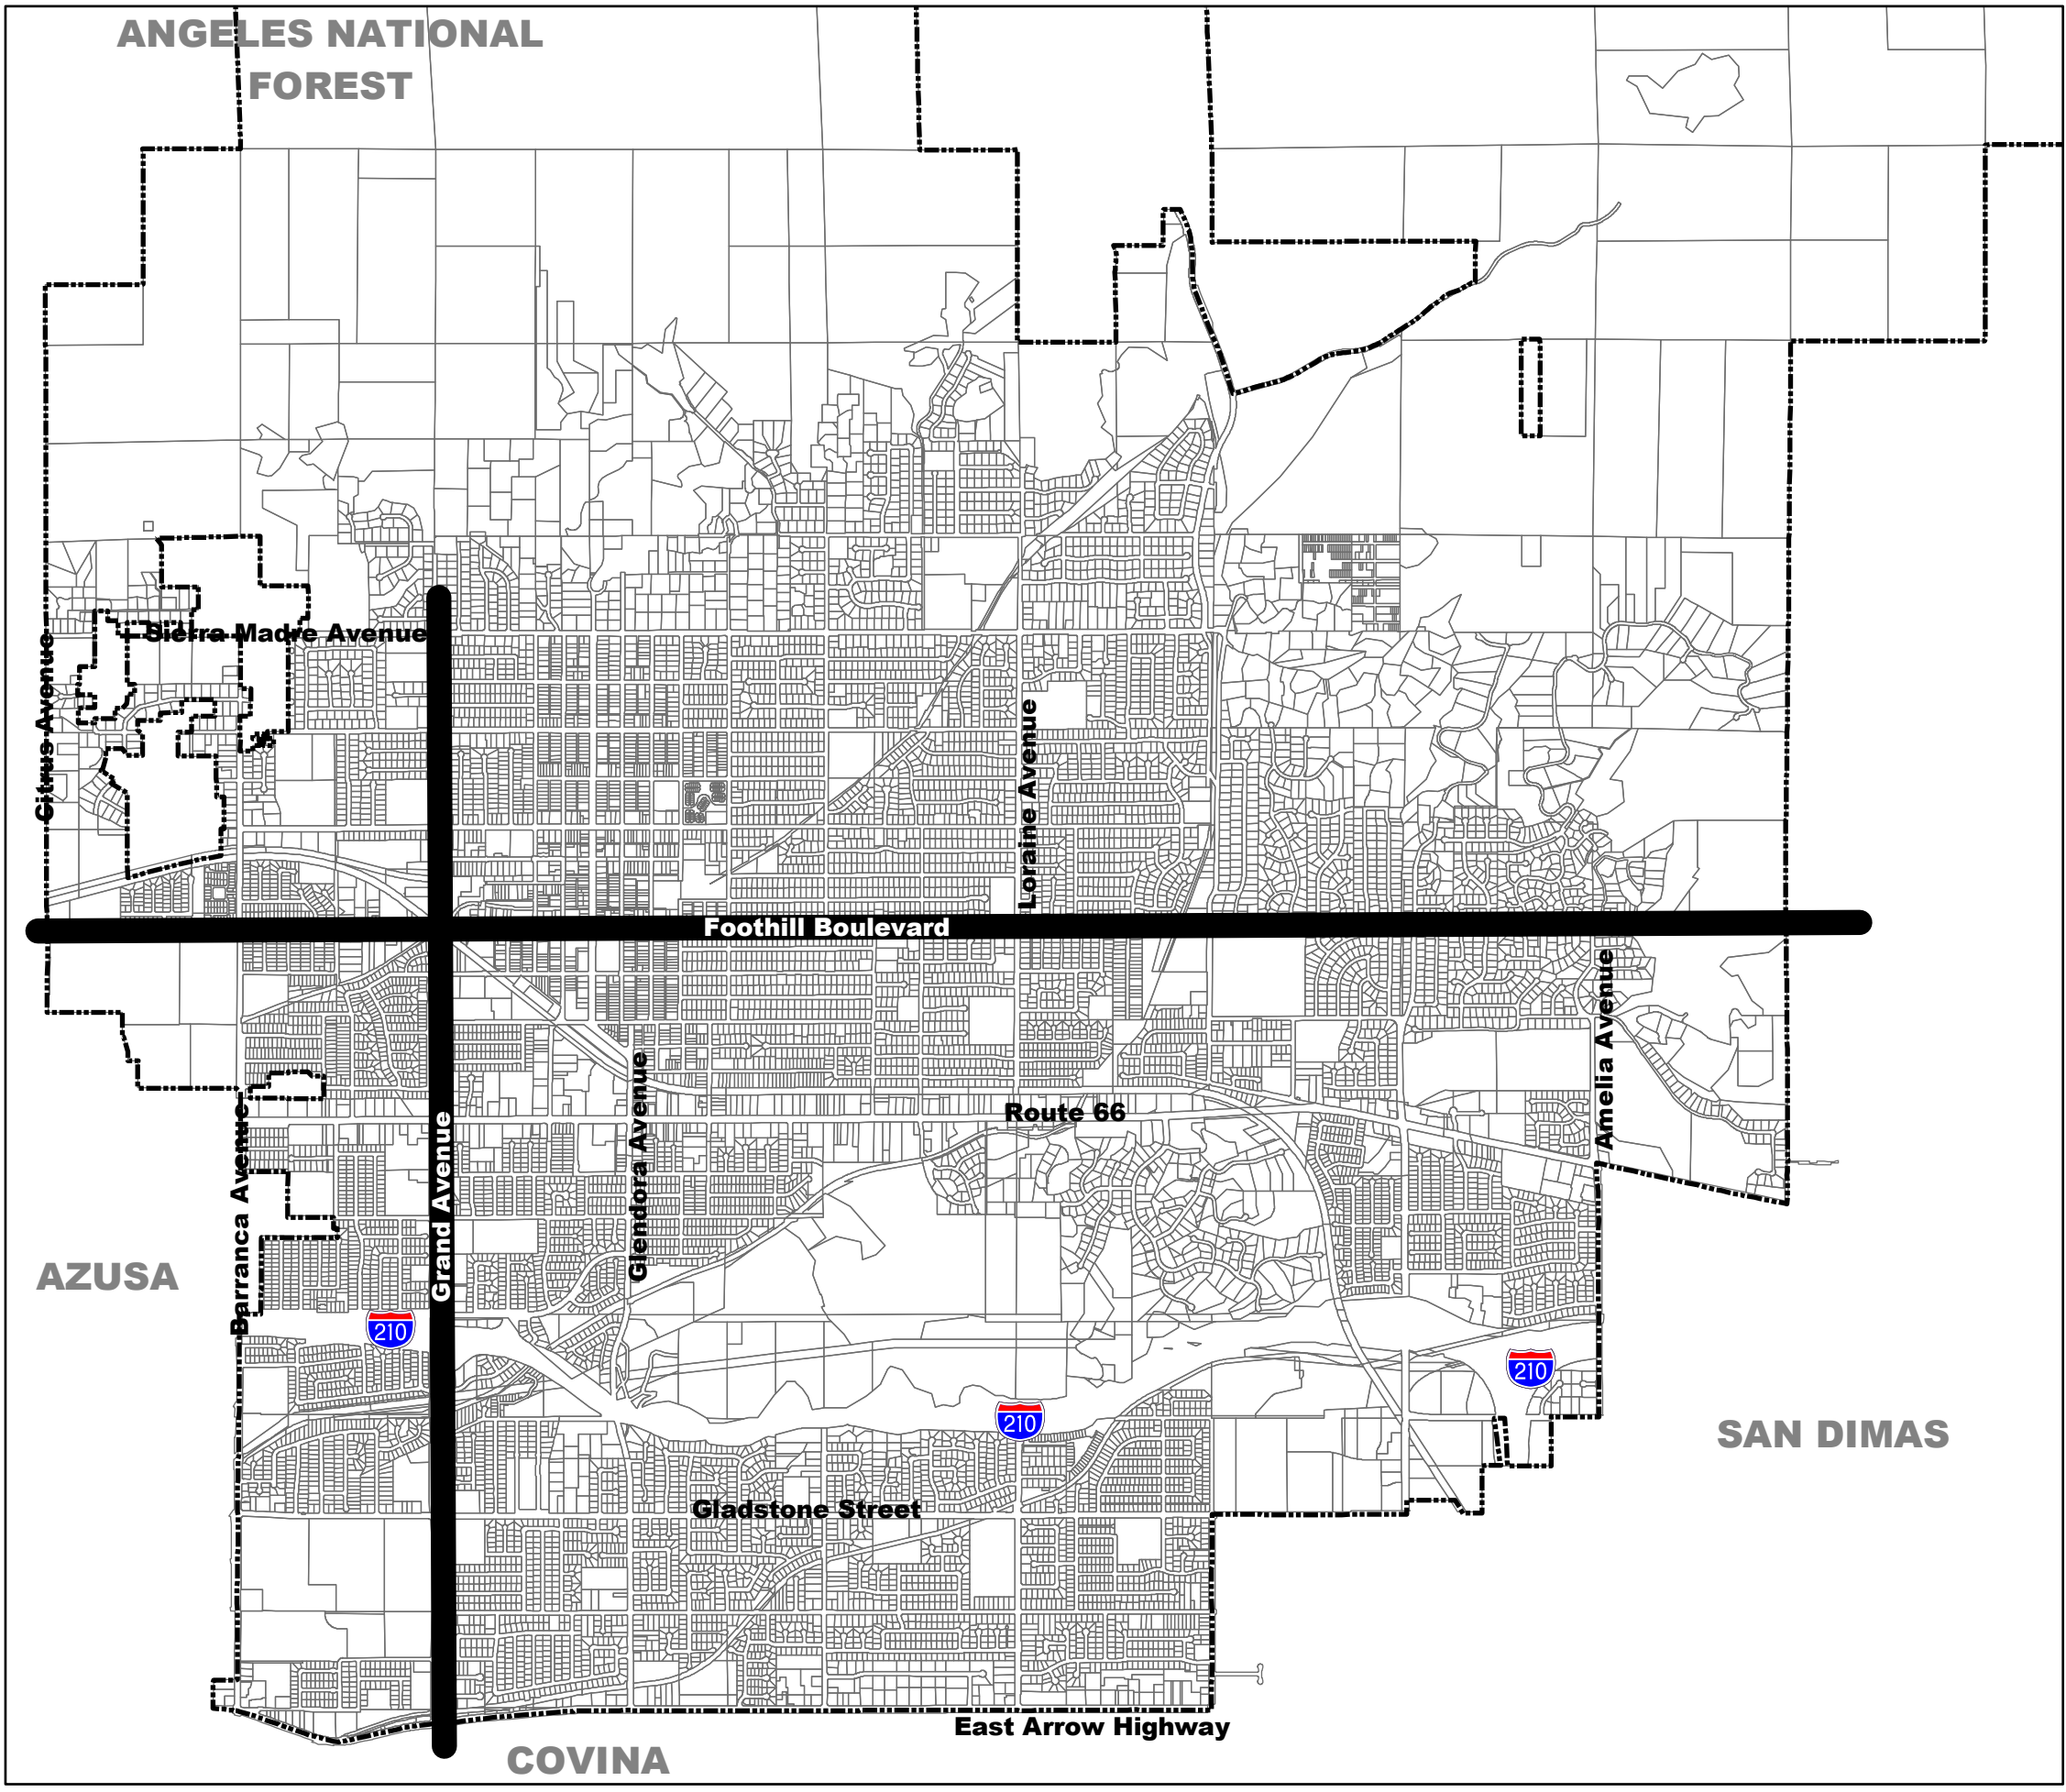 ANGELES NATIONAL
FOREST
Sierra Madre Avenue
Citrus Avenue
Loraine Avenue
Foothill Boulevard
Amelia Avenue
Glendora Avenue
Route 66
Barranca Avenue
Grand Avenue
AZUSA
210
210
210
SAN DIMAS
Gladstone Street
East Arrow Highway
COVINA